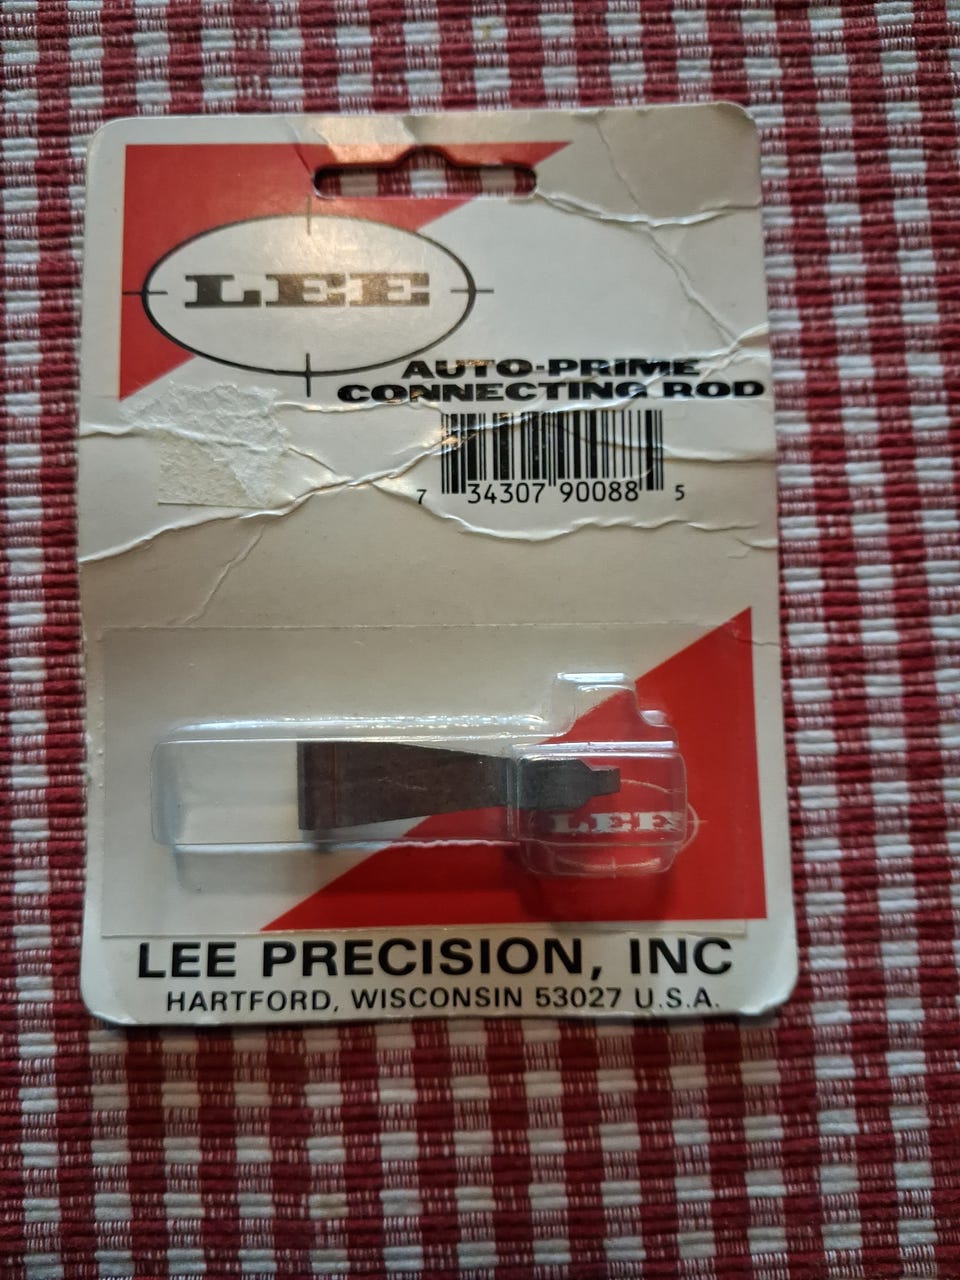 LEE
AUTO-PRIME
CONNECTING ROD
7 34307 90088 5
LEE
LEE PRECISION, INC
HARTFORD, WISCONSIN 53027 U.S.A.